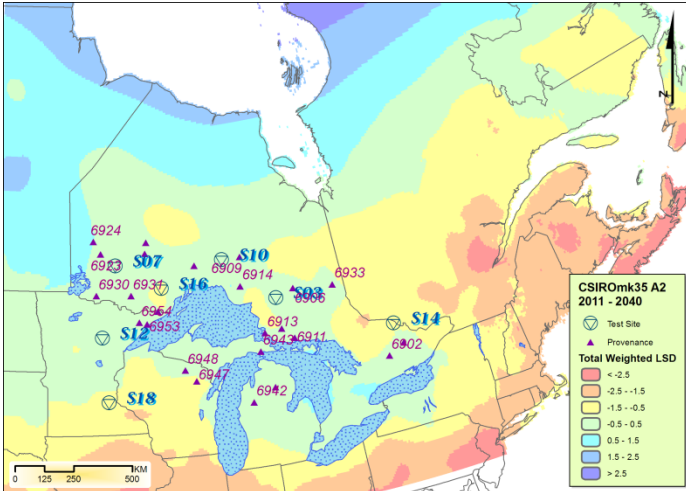 6924
6923
S07
6909
S10
6914
6933
6930
6931
S16
S03
6906
6954
6953
S12
6913
6943
6911
S14
6902
6948
6947
6942
S18
N
CSIROmk35 A2
2011 - 2040
Test Site
Provenance
Total Weighted LSD
< -2.5
-2.5 - -1.5
-1.5 - -0.5
-0.5 - 0.5
0.5 - 1.5
1.5 - 2.5
> 2.5
KM
0 125 250 500